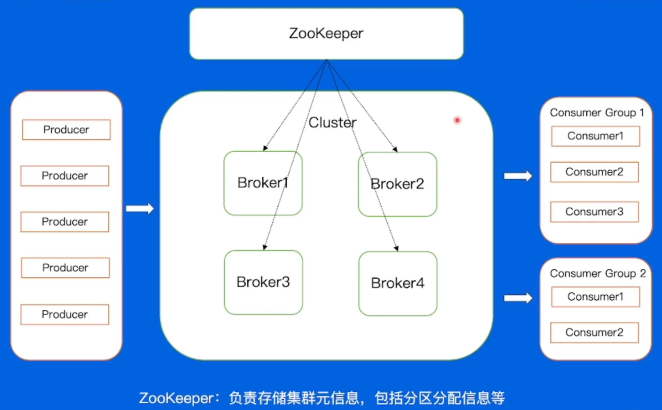 ZooKeeper
Cluster
Producer
Producer
Producer
Producer
Producer
Broker1
Broker2
Broker3
Broker4
Consumer Group 1
Consumer1
Consumer2
Consumer3
Consumer Group 2
Consumer1
Consumer2
ZooKeeper：负责存储集群元信息，包括分区分配信息等